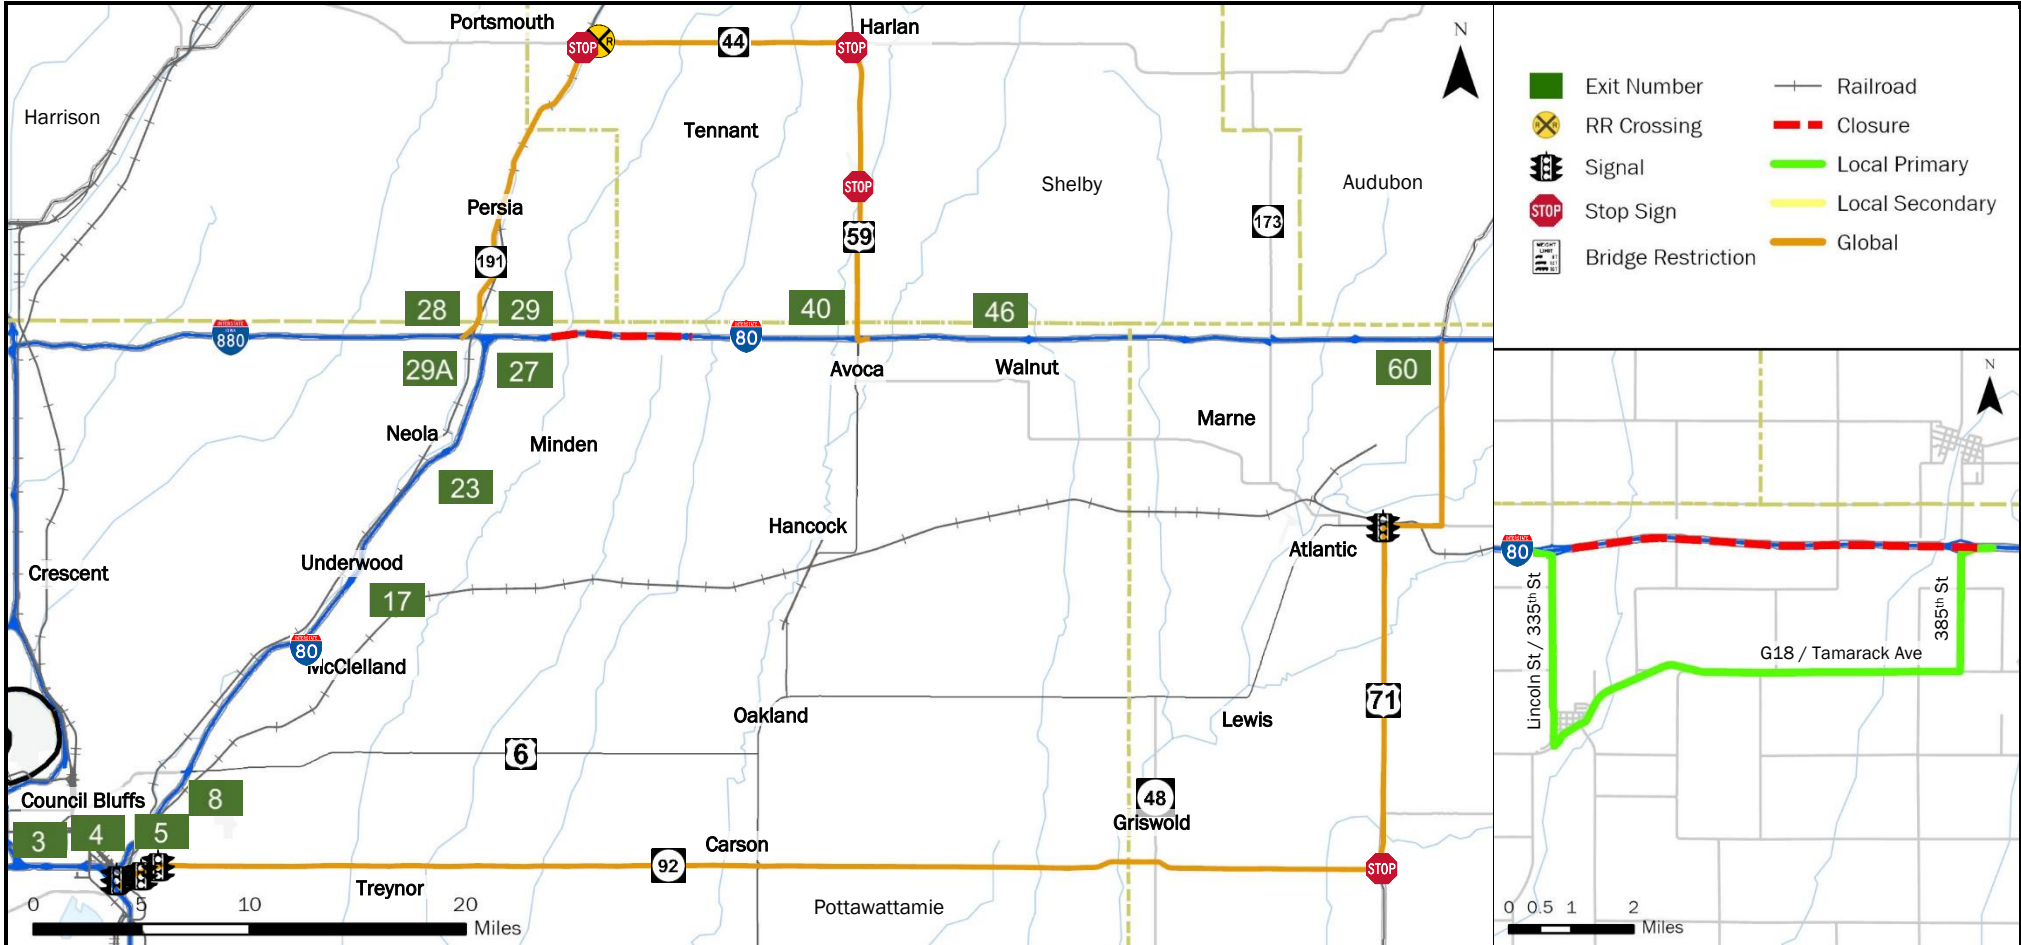 Portsmouth
Harlan
STOP
R
44
STOP
N
Harrison
Tennant
STOP
Shelby
Audubon
Persia
173
59
191
28
29
40
46
INTERSTATE
880
80
29A
27
Avoca
Walnut
60
Marne
Neola
Minden
23
Hancock
Atlantic
Underwood
Crescent
17
80
McClelland
71
Oakland
Lewis
6
48
8
Council Bluffs
Griswold
3
4
5
Carson
92
STOP
Treynor
Pottawattamie
0 5 10 20
Miles
Exit Number
RR Crossing
Signal
STOP
Stop Sign
WEIGHT
LIMIT
Bridge Restriction
Railroad
Closure
Local Primary
Local Secondary
Global
N
80
Lincoln St / 335th St
385th St
G18 / Tamarack Ave
0 0.5 1 2
Miles